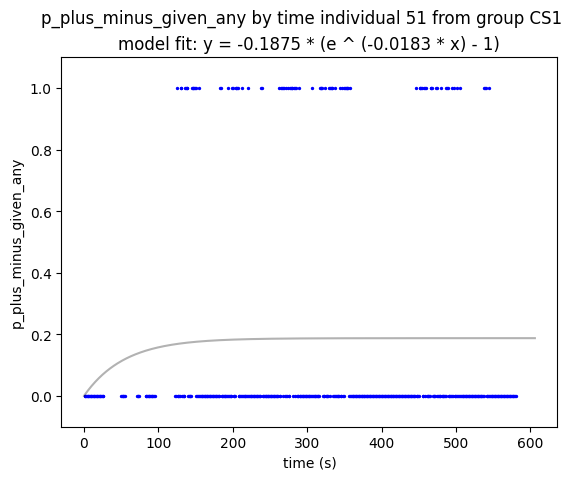 p_plus_minus_given_any by time individual 51 from group CS1
model fit: y = -0.1875 * (e ^ (-0.0183 * x) - 1)
1.0
0.8
0.6
0.4
0.2
0.0
p_plus_minus_given_any
0 100 200 300 400 500 600
time (s)